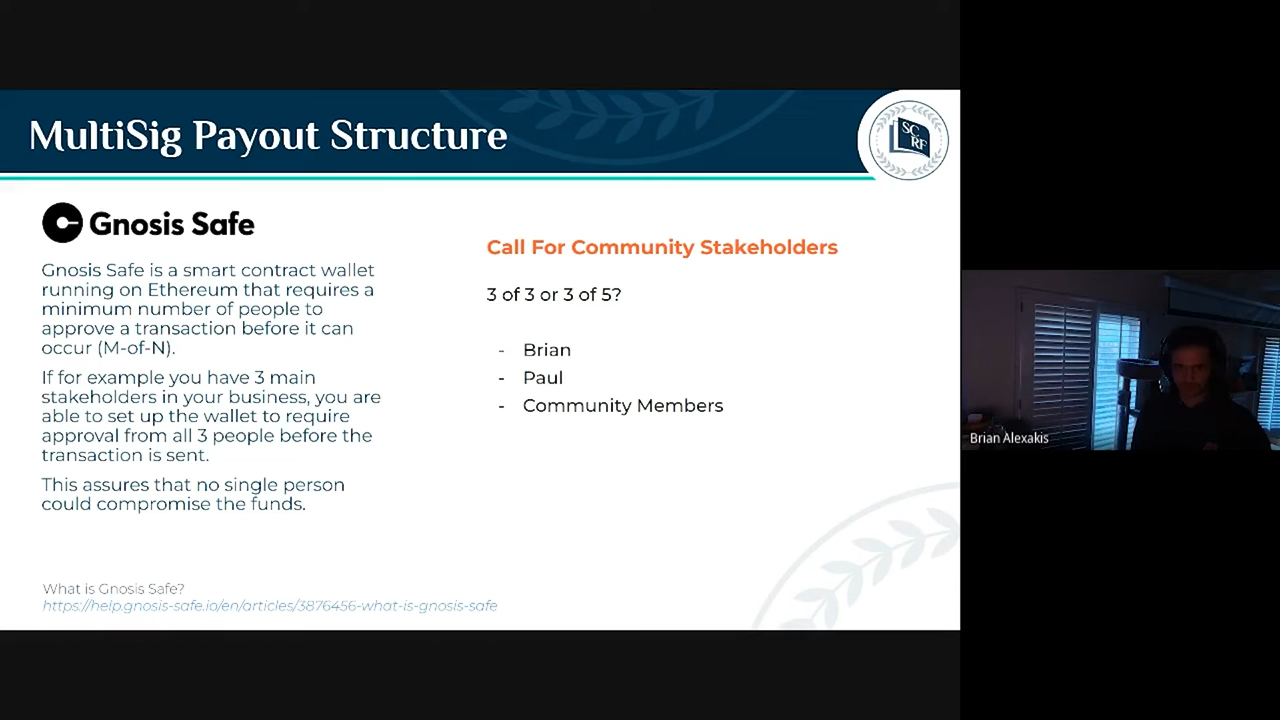 MultiSig Payout Structure
SC
RF
Gnosis Safe
Gnosis Safe is a smart contract wallet
running on Ethereum that requires a
minimum number of people to
approve a transaction before it can
occur (M-of-N).
If for example you have 3 main
stakeholders in your business, you are
able to set up the wallet to require
approval from all 3 people before the
transaction is sent.
This assures that no single person
could compromise the funds.
What is Gnosis Safe?
https://help.gnosis-safe.io/en/articles/3876456-what-is-gnosis-safe
Call For Community Stakeholders
3 of 3 or 3 of 5?
- Brian
- Paul
- Community Members
Brian Alexakis